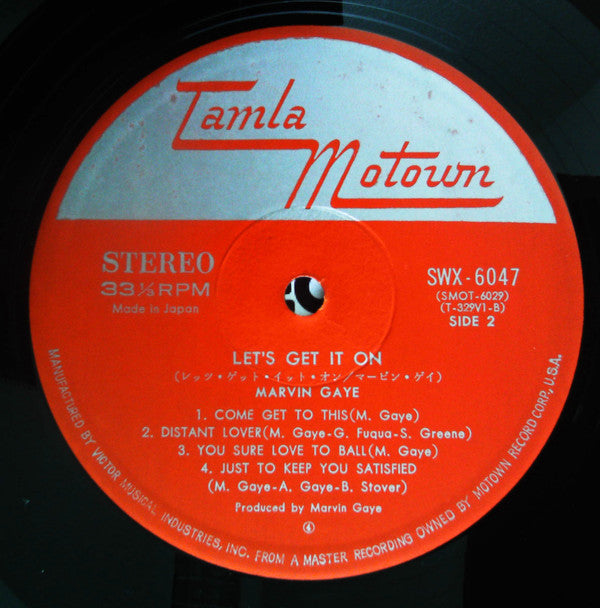 Tamla
Motown
STEREO
33⅓ RPM
Made in Japan
SWX-6047
(SMOT-6029)
(T-329V1-B)
SIDE 2
LET'S GET IT ON
(レッツ・ゲット・イット・オン/マービン・ゲイ)
MARVIN GAYE
1. COME GET TO THIS(M. Gaye)
2. DISTANT LOVER(M. Gaye-G. Fuqua-S. Greene)
3. YOU SURE LOVE TO BALL(M. Gaye)
4. JUST TO KEEP YOU SATISFIED
(M. Gaye-A. Gaye-B. Stover)
Produced by Marvin Gaye
④
MANUFACTURED BY VICTOR MUSICAL INDUSTRIES, INC. FROM A MASTER RECORDING OWNED BY MOTOWN RECORD CORP., U.S.A.